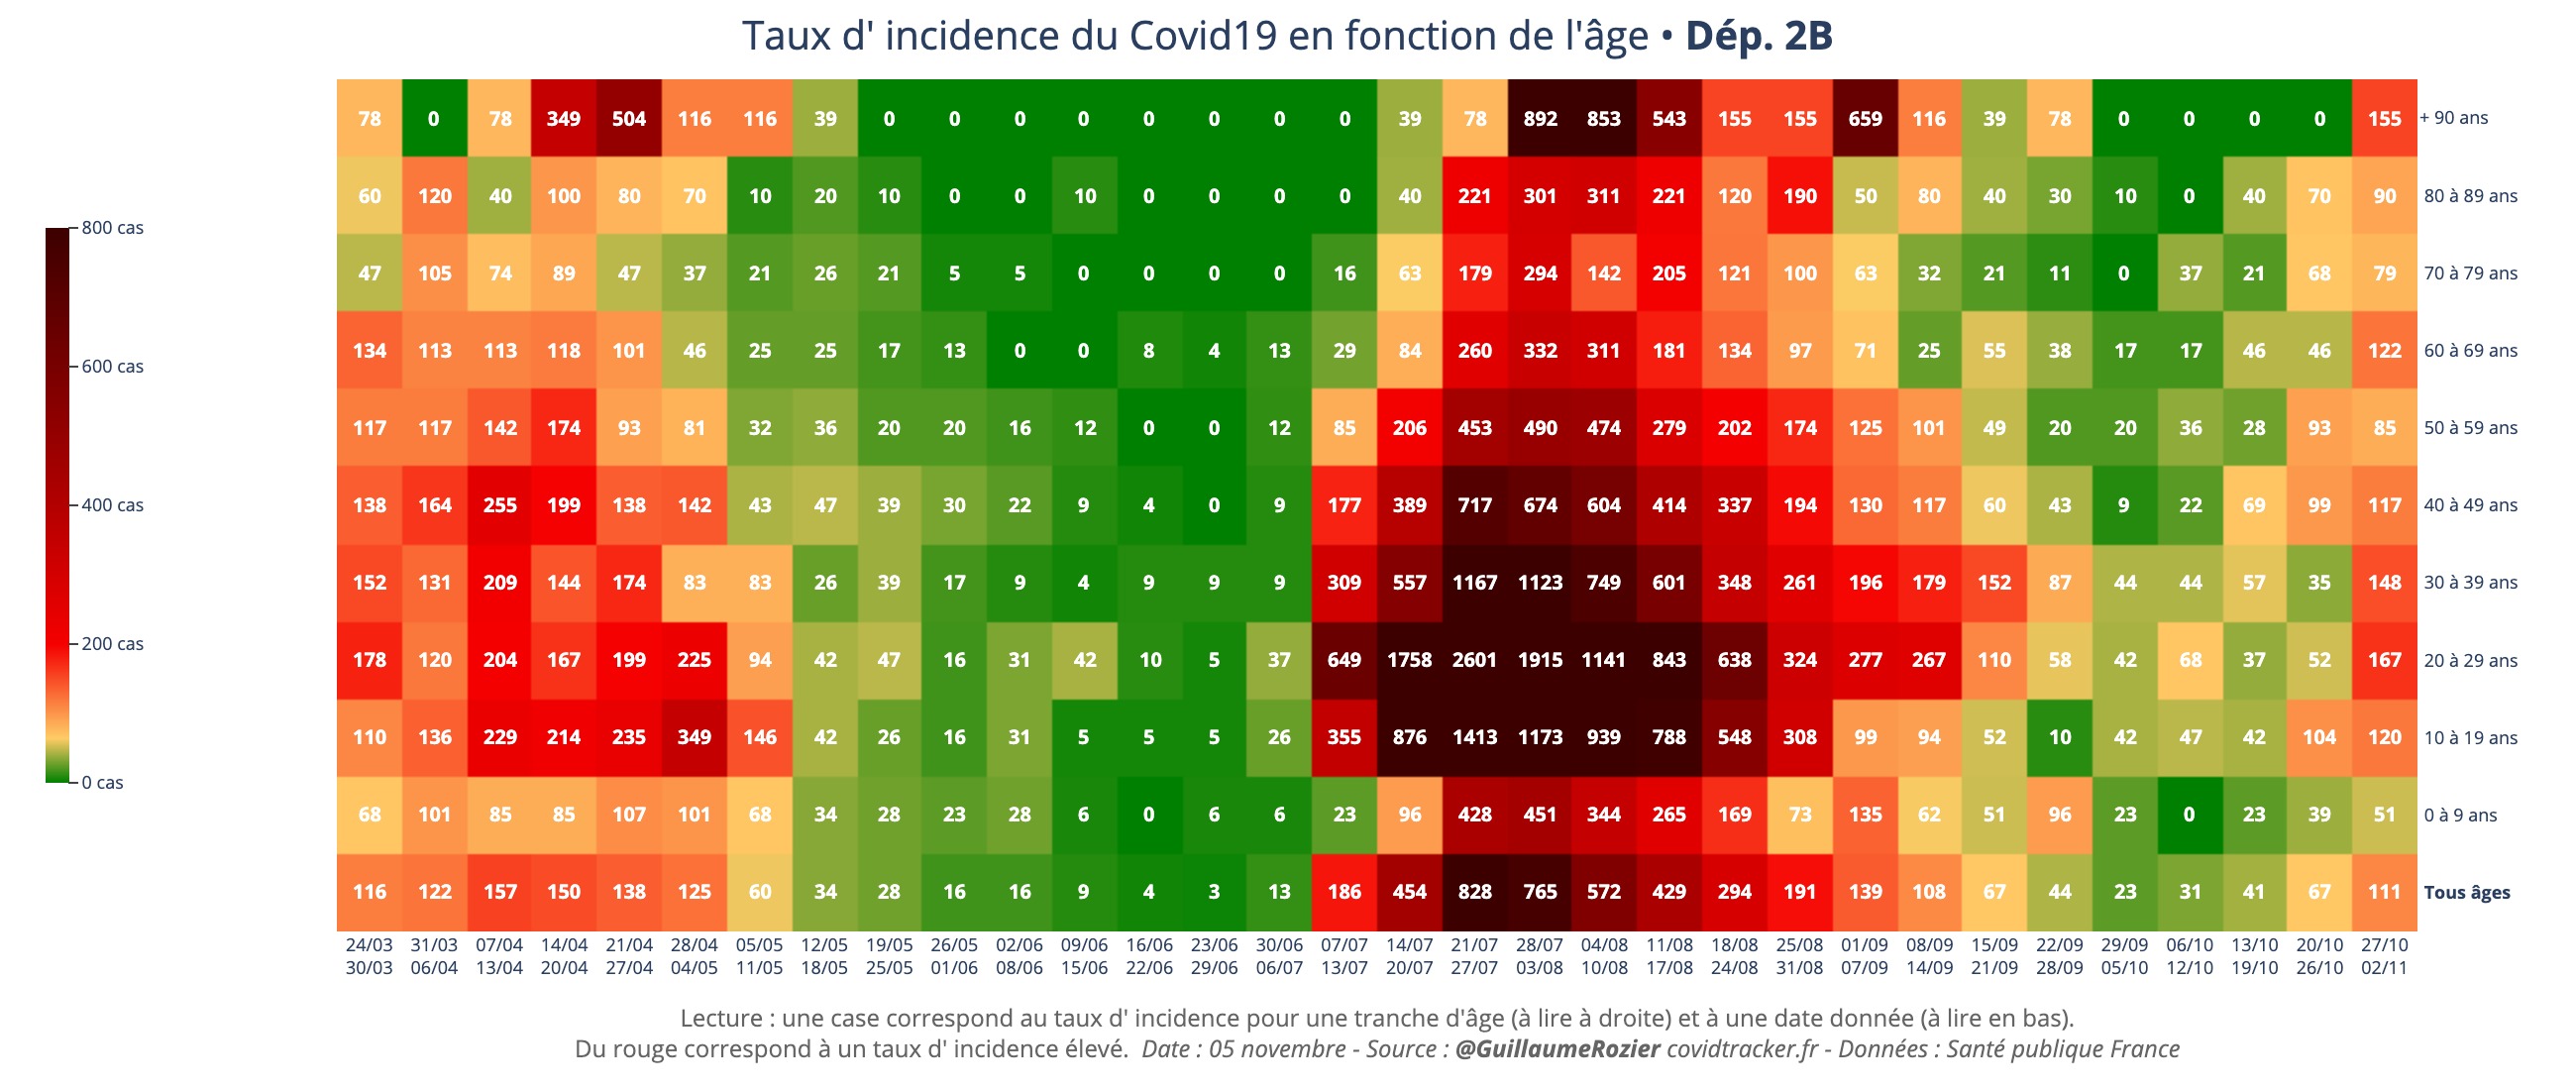 Taux d' incidence du Covid19 en fonction de l'âge • Dép. 2B
800 cas
600 cas
400 cas
200 cas
0 cas
78 0 78 349 504 116 116 39 0 0 0 0 0 0 0 0 39 78 892 853 543 155 155 659 116 39 78 0 0 0 0 155 + 90 ans
60 120 40 100 80 70 10 20 10 0 0 10 0 0 0 0 40 221 301 311 221 120 190 50 80 40 30 10 0 40 70 90 80 à 89 ans
47 105 74 89 47 37 21 26 21 5 5 0 0 0 0 16 63 179 294 142 205 121 100 63 32 21 11 0 37 21 68 79 70 à 79 ans
134 113 113 118 101 46 25 25 17 13 0 0 8 4 13 29 84 260 332 311 181 134 97 71 25 55 38 17 17 46 46 122 60 à 69 ans
117 117 142 174 93 81 32 36 20 20 16 12 0 0 12 85 206 453 490 474 279 202 174 125 101 49 20 20 36 28 93 85 50 à 59 ans
138 164 255 199 138 142 43 47 39 30 22 9 4 0 9 177 389 717 674 604 414 337 194 130 117 60 43 9 22 69 99 117 40 à 49 ans
152 131 209 144 174 83 83 26 39 17 9 4 9 9 9 309 557 1167 1123 749 601 348 261 196 179 152 87 44 44 57 35 148 30 à 39 ans
178 120 204 167 199 225 94 42 47 16 31 42 10 5 37 649 1758 2601 1915 1141 843 638 324 277 267 110 58 42 68 37 52 167 20 à 29 ans
110 136 229 214 235 349 146 42 26 16 31 5 5 5 26 355 876 1413 1173 939 788 548 308 99 94 52 10 42 47 42 104 120 10 à 19 ans
68 101 85 85 107 101 68 34 28 23 28 6 0 6 6 23 96 428 451 344 265 169 73 135 62 51 96 23 0 23 39 51 0 à 9 ans
116 122 157 150 138 125 60 34 28 16 16 9 4 3 13 186 454 828 765 572 429 294 191 139 108 67 44 23 31 41 67 111 Tous âges
24/03 31/03 07/04 14/04 21/04 28/04 05/05 12/05 19/05 26/05 02/06 09/06 16/06 23/06 30/06 07/07 14/07 21/07 28/07 04/08 11/08 18/08 25/08 01/09 08/09 15/09 22/09 29/09 06/10 13/10 20/10 27/10
30/03 06/04 13/04 20/04 27/04 04/05 11/05 18/05 25/05 01/06 08/06 15/06 22/06 29/06 06/07 13/07 20/07 27/07 03/08 10/08 17/08 24/08 31/08 07/09 14/09 21/09 28/09 05/10 12/10 19/10 26/10 02/11
Lecture : une case correspond au taux d' incidence pour une tranche d'âge (à lire à droite) et à une date donnée (à lire en bas).
Du rouge correspond à un taux d' incidence élevé. Date : 05 novembre - Source : @GuillaumeRozier covidtracker.fr - Données : Santé publique France